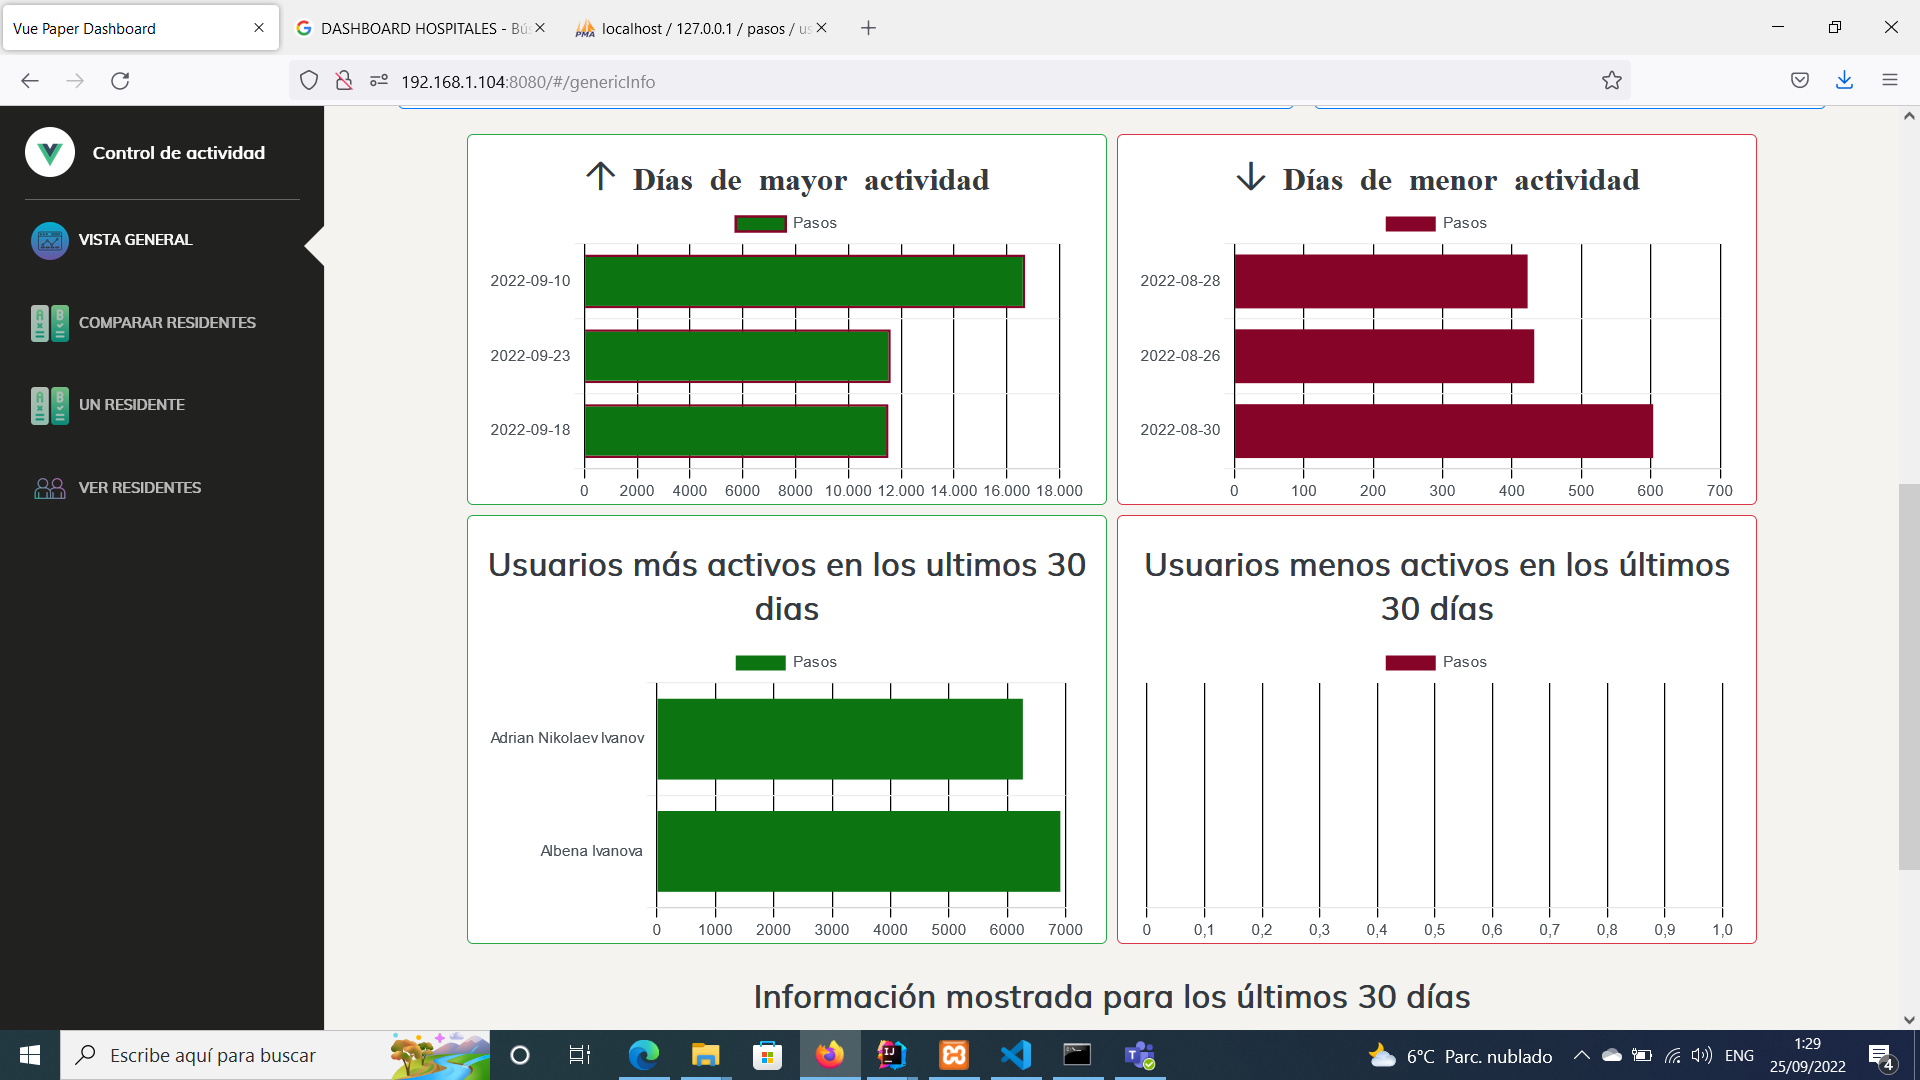 Vue Paper Dashboard
DASHBOARD HOSPITALES - Bús
localhost / 127.0.0.1 / pasos / us
192.168.1.104:8080/#/genericInfo
Control de actividad
VISTA GENERAL
COMPARAR RESIDENTES
UN RESIDENTE
VER RESIDENTES
Días de mayor actividad
Pasos
2022-09-10
2022-09-23
2022-09-18
0 2000 4000 6000 8000 10.000 12.000 14.000 16.000 18.000
Días de menor actividad
Pasos
2022-08-28
2022-08-26
2022-08-30
0 100 200 300 400 500 600 700
Usuarios más activos en los ultimos 30
dias
Pasos
Adrian Nikolaev Ivanov
Albena Ivanova
0 1000 2000 3000 4000 5000 6000 7000
Usuarios menos activos en los últimos
30 días
Pasos
0 0,1 0,2 0,3 0,4 0,5 0,6 0,7 0,8 0,9 1,0
Información mostrada para los últimos 30 días
Escribe aquí para buscar
6°C Parc. nublado
ENG
1:29
25/09/2022
4